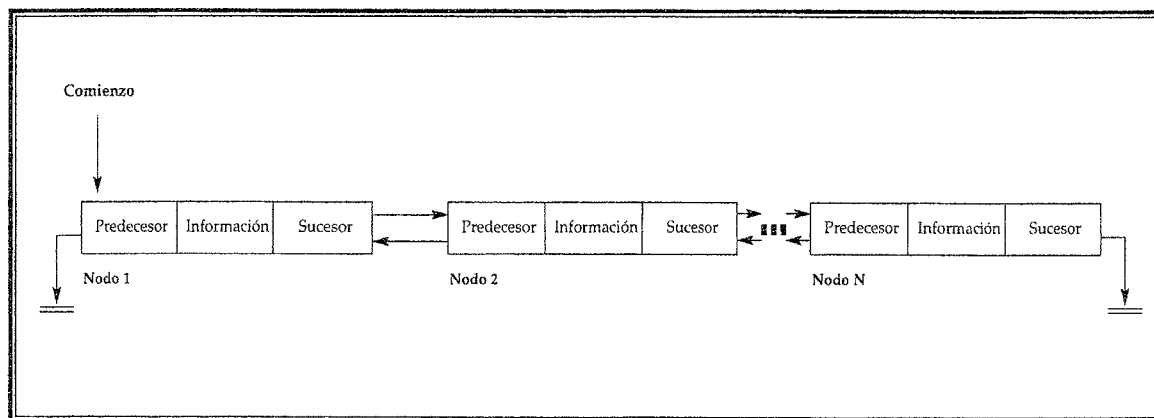 Comienzo
Predecesor Información Sucesor Predecesor Información Sucesor Predecesor Información Sucesor
Nodo 1 Nodo 2 Nodo N